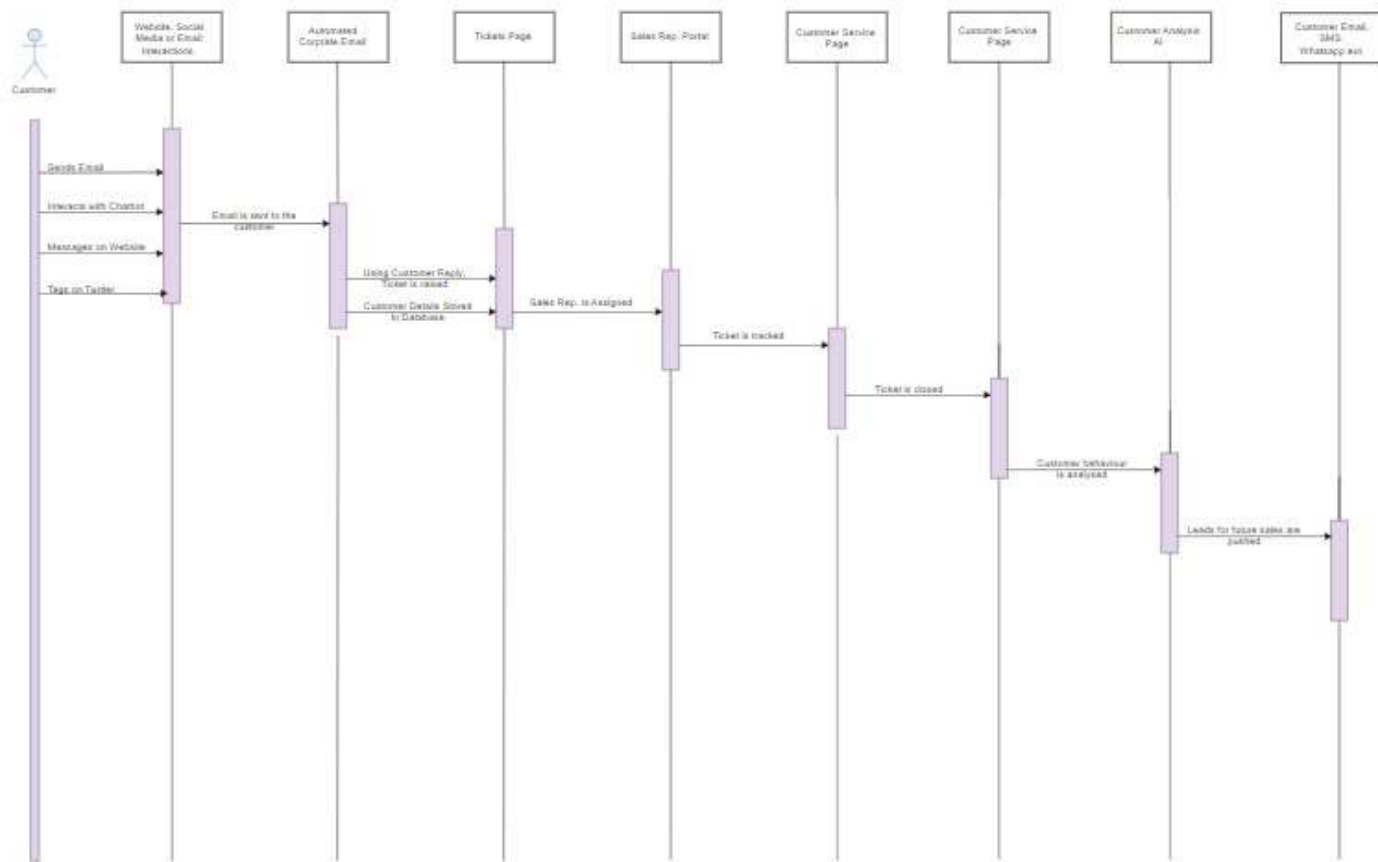 Customer
Website, Social
Media or Email
Interactions
Automated
Corprate Email
Tickets Page
Sales Rep. Portal
Customer Service
Page
Customer Service
Page
Customer Analysis
AI
Customer Email,
SMS
Whatsapp ext
Sends Email
Interacts with Chatbot
Messages on Website
Tags on Twitter
Email is sent to the
customer
Using Customer Reply,
Ticket is raised
Customer Details Stored
In Database
Sales Rep. is Assigned
Ticket is tracked
Ticket is closed
Customer behaviour
is analysed
Leads for future sales are
pushed